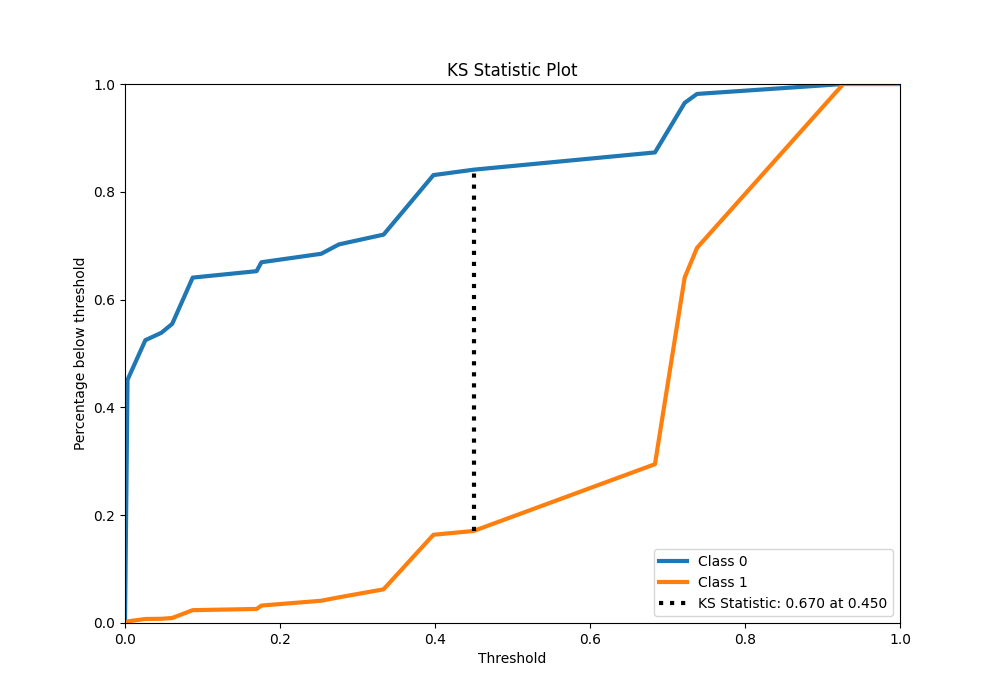 KS Statistic Plot
1.0
0.8
0.6
0.4
0.2
0.0
Percentage below threshold
0.0 0.2 0.4 0.6 0.8 1.0
Threshold
Class 0
Class 1
KS Statistic: 0.670 at 0.450